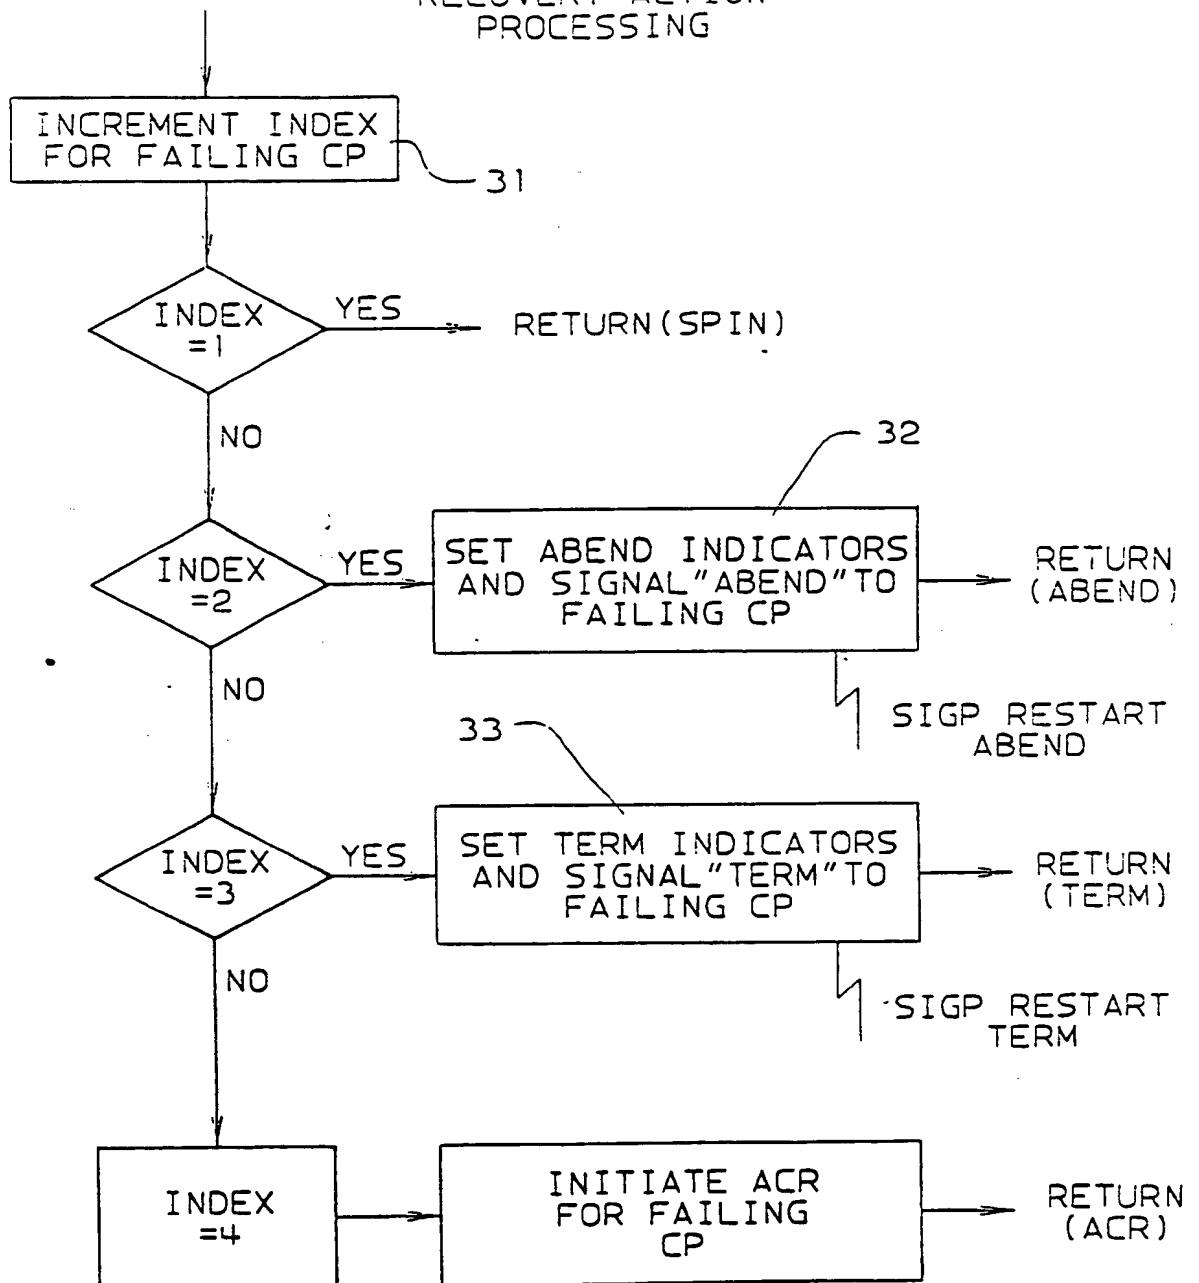 RECOVERY ACTION
PROCESSING
INCREMENT INDEX
FOR FAILING CP
31
INDEX
=1
YES
RETURN(SPIN)
NO
32
INDEX
=2
YES
SET ABEND INDICATORS
AND SIGNAL"ABEND"TO
FAILING CP
RETURN
(ABEND)
NO
SIGP RESTART
ABEND
33
INDEX
=3
YES
SET TERM INDICATORS
AND SIGNAL"TERM"TO
FAILING CP
RETURN
(TERM)
NO
SIGP RESTART
TERM
INDEX
=4
INITIATE ACR
FOR FAILING
CP
RETURN
(ACR)